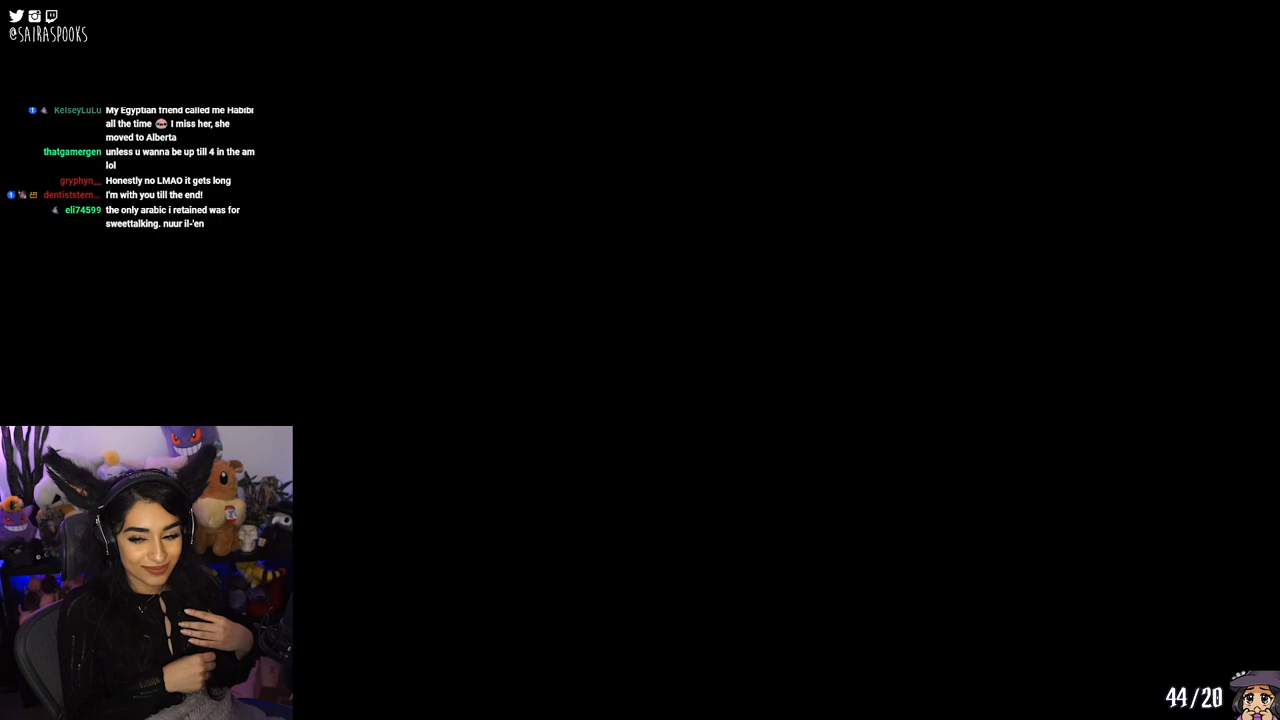 @SAIRASPOOKS
KelseyLuLu My Egyptian friend called me Habibi
all the time I miss her, she
moved to Alberta
thatgamergen unless u wanna be up till 4 in the am
lol
gryphyn__ Honestly no LMAO it gets long
dentiststern... I'm with you till the end!
eli74599 the only arabic i retained was for
sweettalking. nuur il-'en
44/20